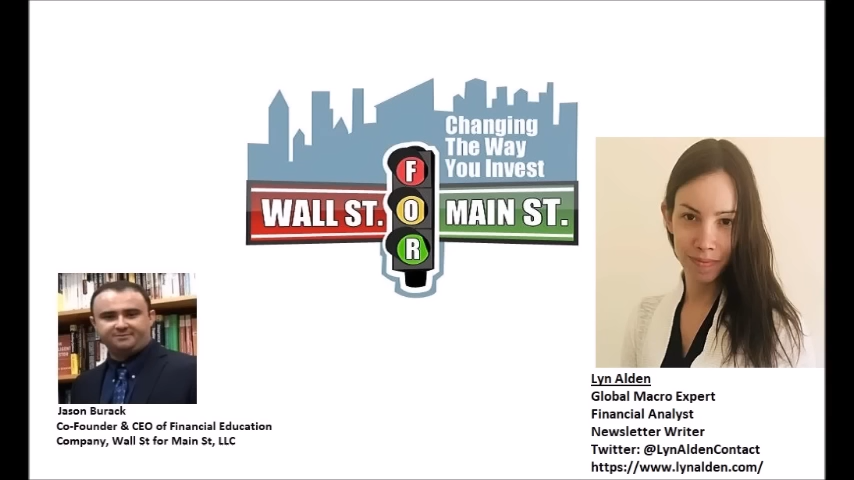 Changing
The Way
You Invest
WALL ST. FOR MAIN ST.
Jason Burack
Co-Founder & CEO of Financial Education
Company, Wall St for Main St, LLC
Lyn Alden
Global Macro Expert
Financial Analyst
Newsletter Writer
Twitter: @LynAldenContact
https://www.lynalden.com/